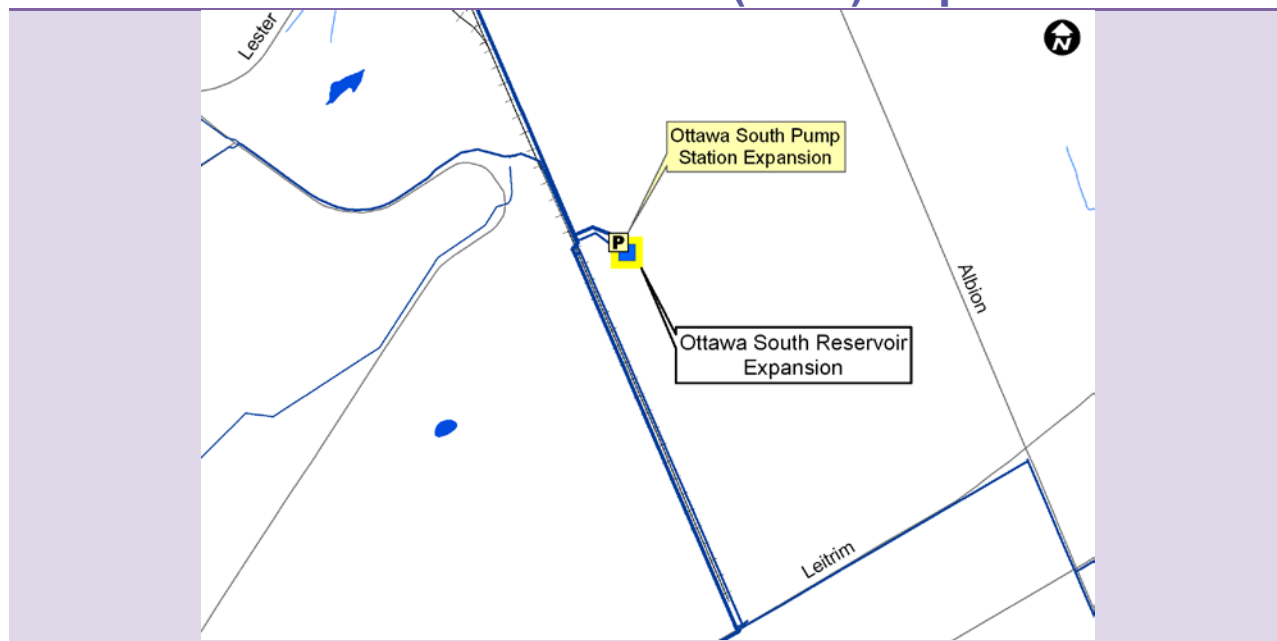 Lester
N
Ottawa South Pump
Station Expansion
P
Albion
Ottawa South Reservoir
Expansion
Leitrim